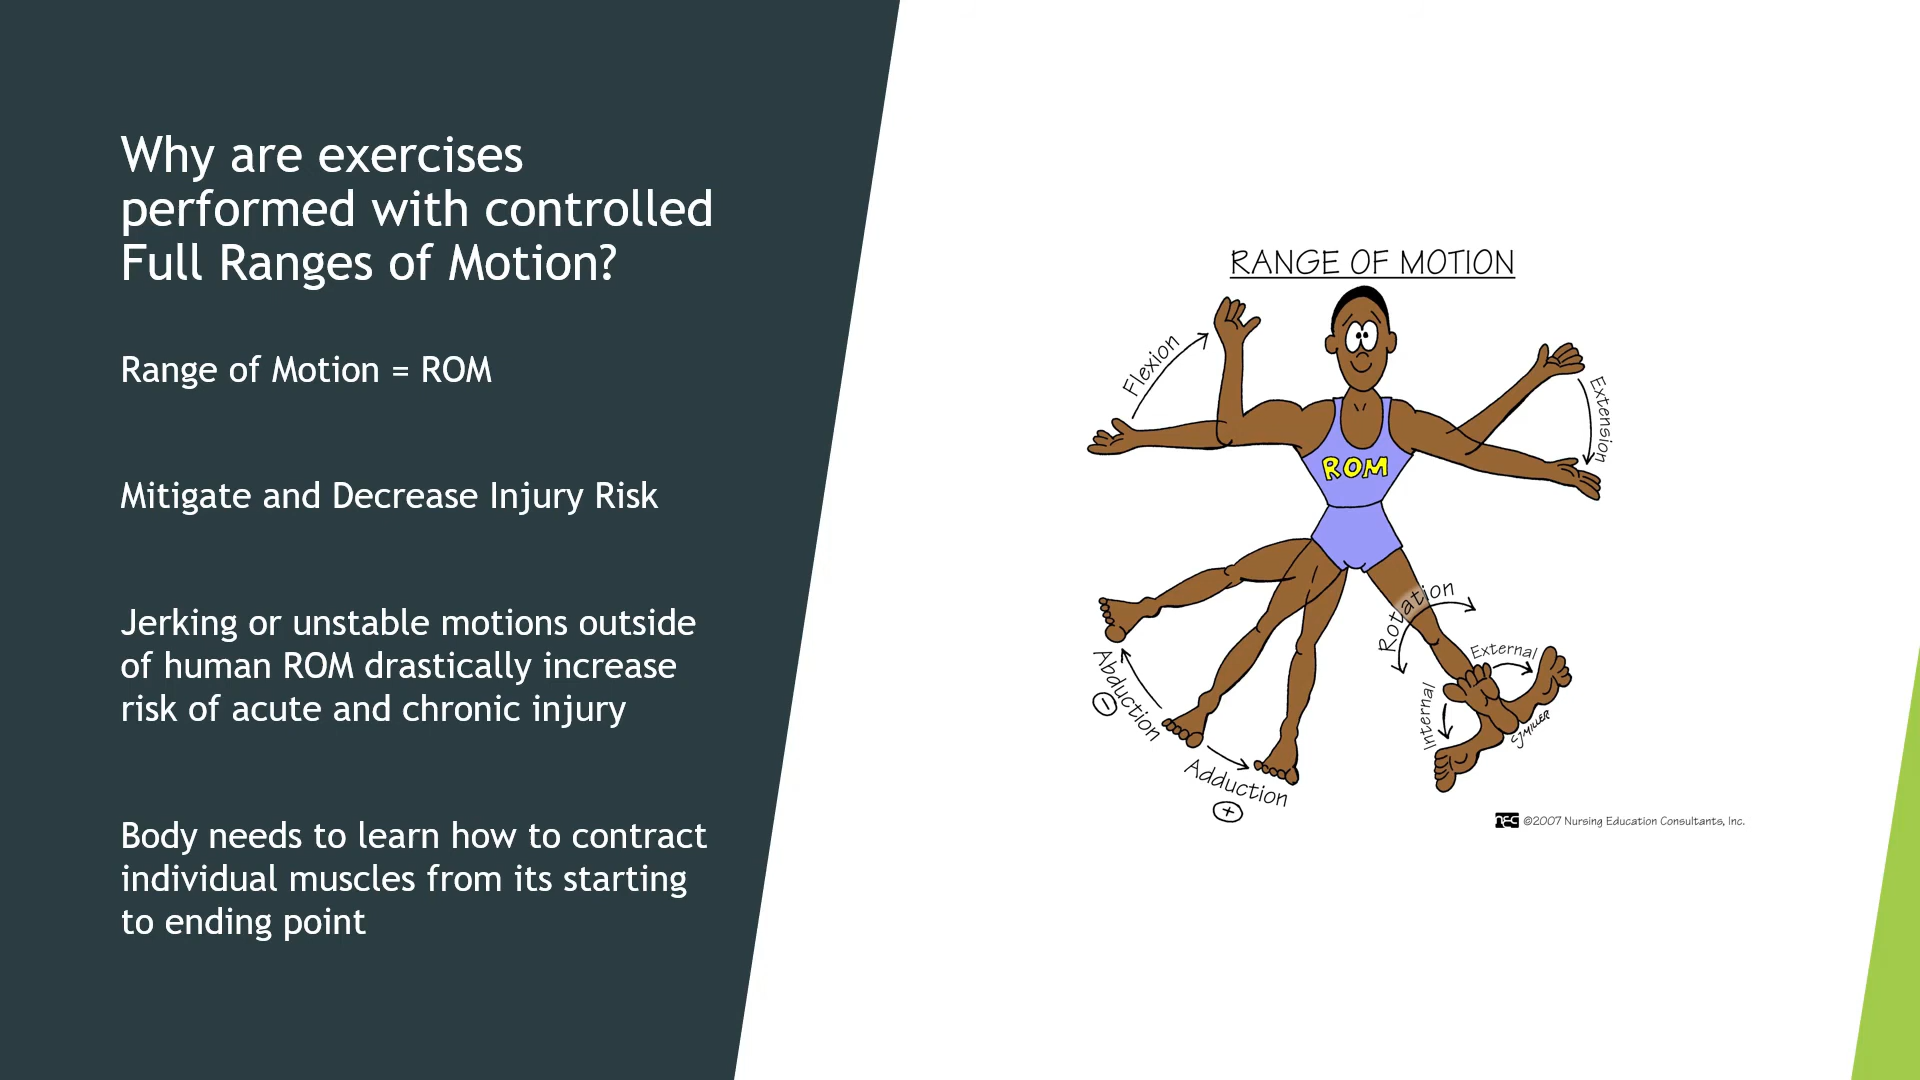 Why are exercises
performed with controlled
Full Ranges of Motion?
Range of Motion = ROM
Mitigate and Decrease Injury Risk
Jerking or unstable motions outside
of human ROM drastically increase
risk of acute and chronic injury
Body needs to learn how to contract
individual muscles from its starting
to ending point
RANGE OF MOTION
Flexion
Extension
ROM
Rotation
External
Internal
Abduction
-
Adduction
+
CJMILLER
nec ©2007 Nursing Education Consultants, Inc.